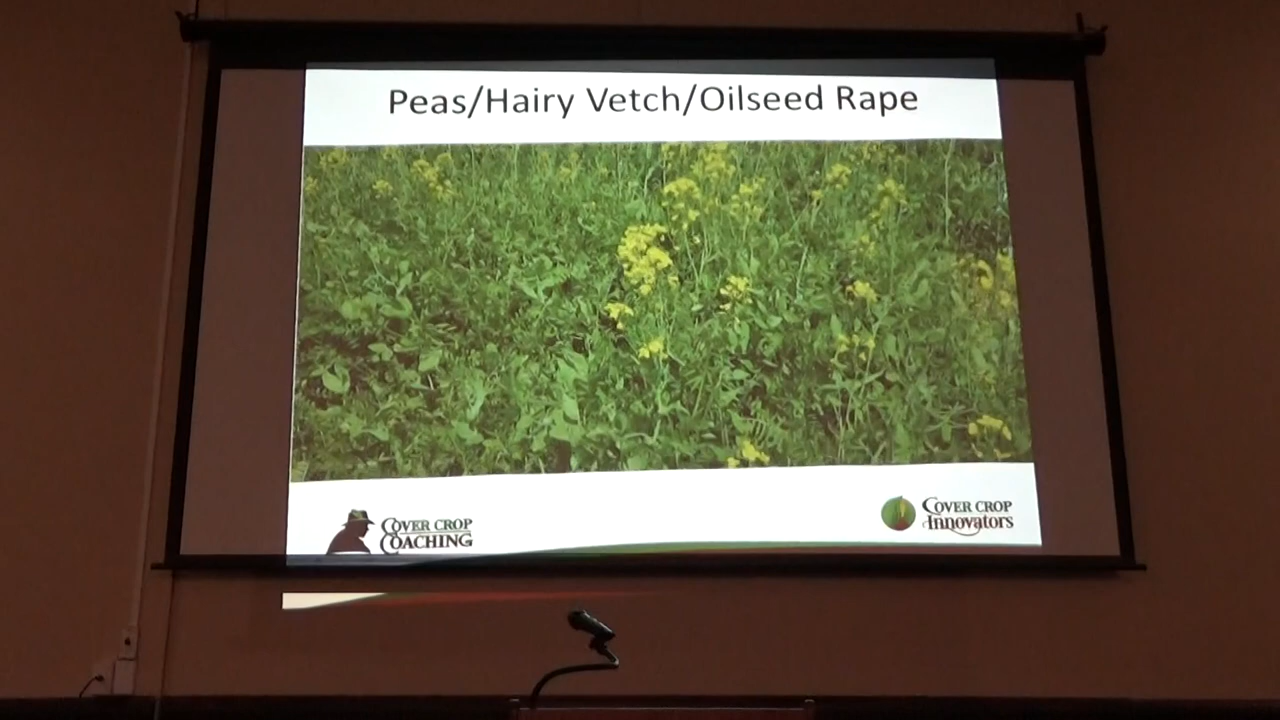 Peas/Hairy Vetch/Oilseed Rape
COVER CROP
COACHING
COVER CROP
Innovators